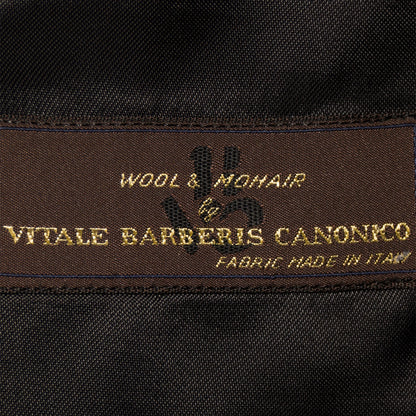 WOOL & MOHAIR
by
VITALE BARBERIS CANONICO
FABRIC MADE IN ITALY